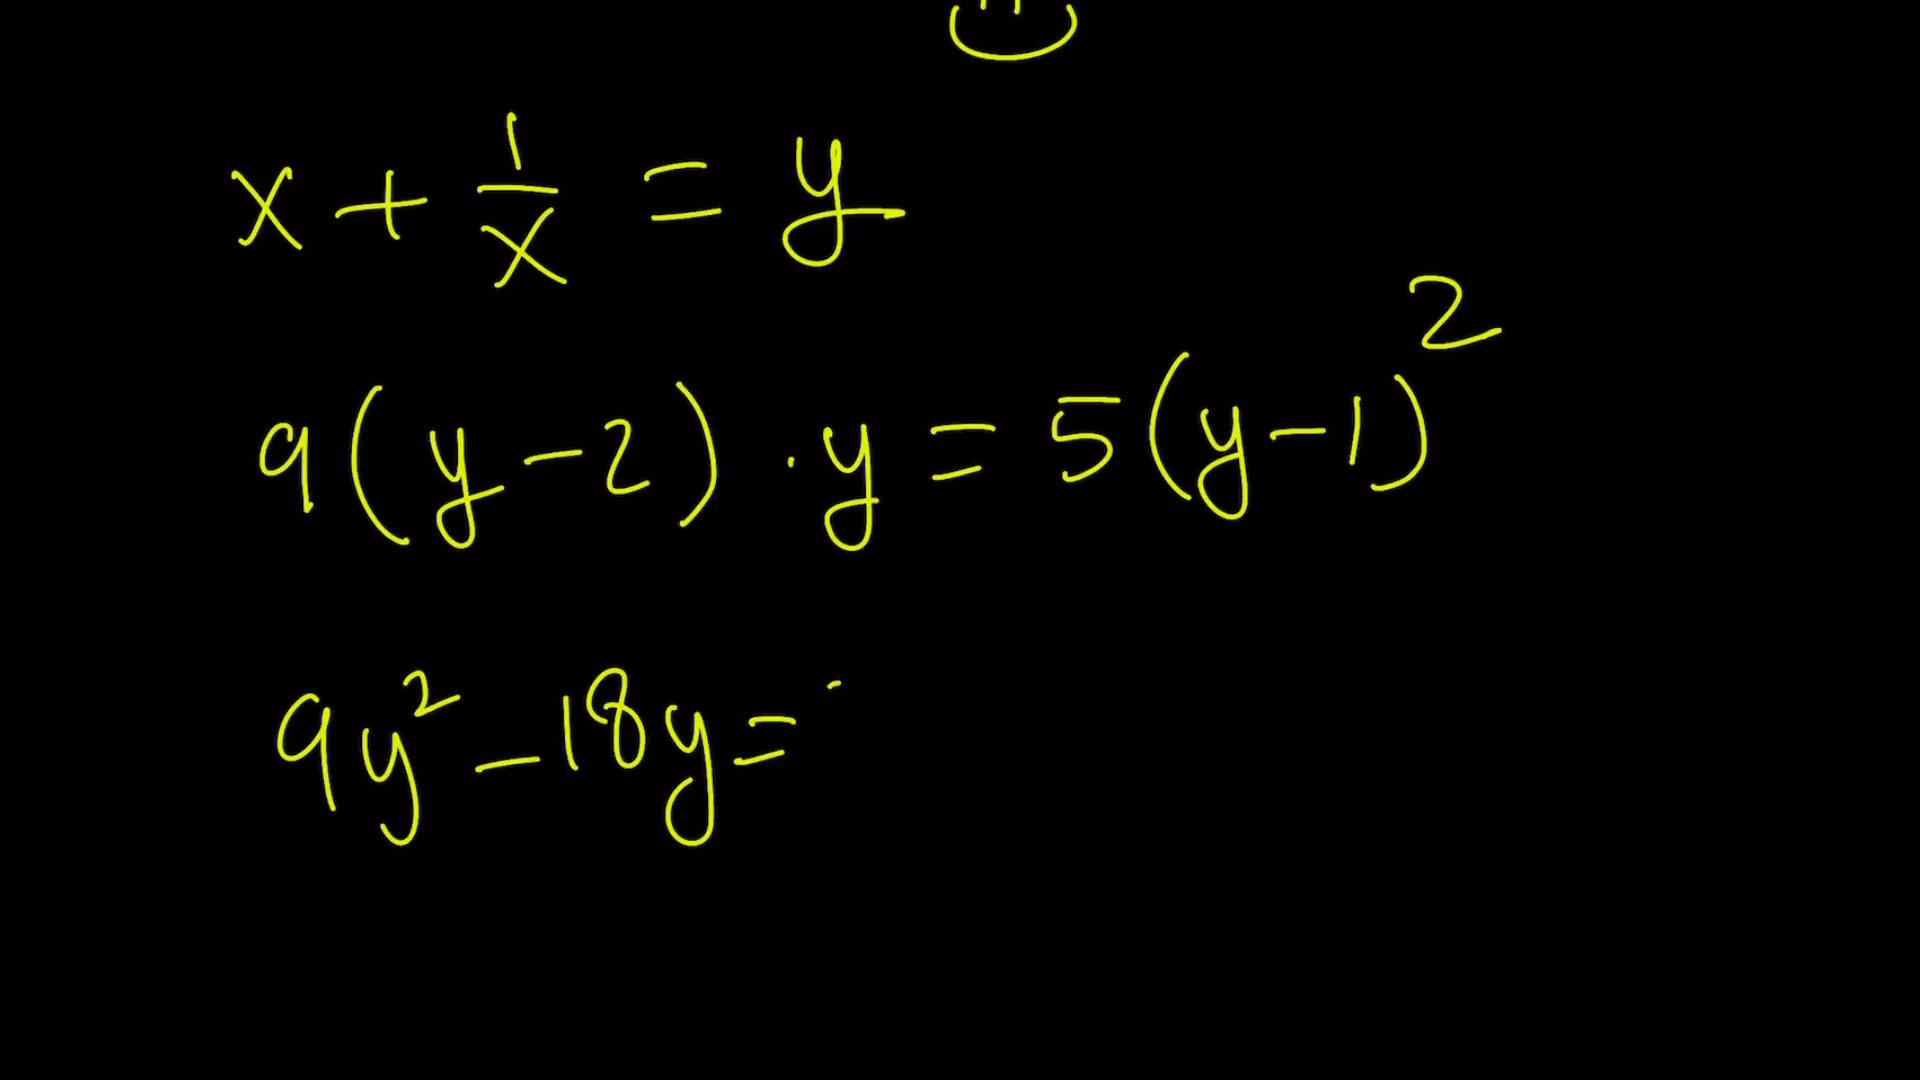 x + 1/x = y
9(y-2)·y = 5(y-1)²
9y² - 18y =